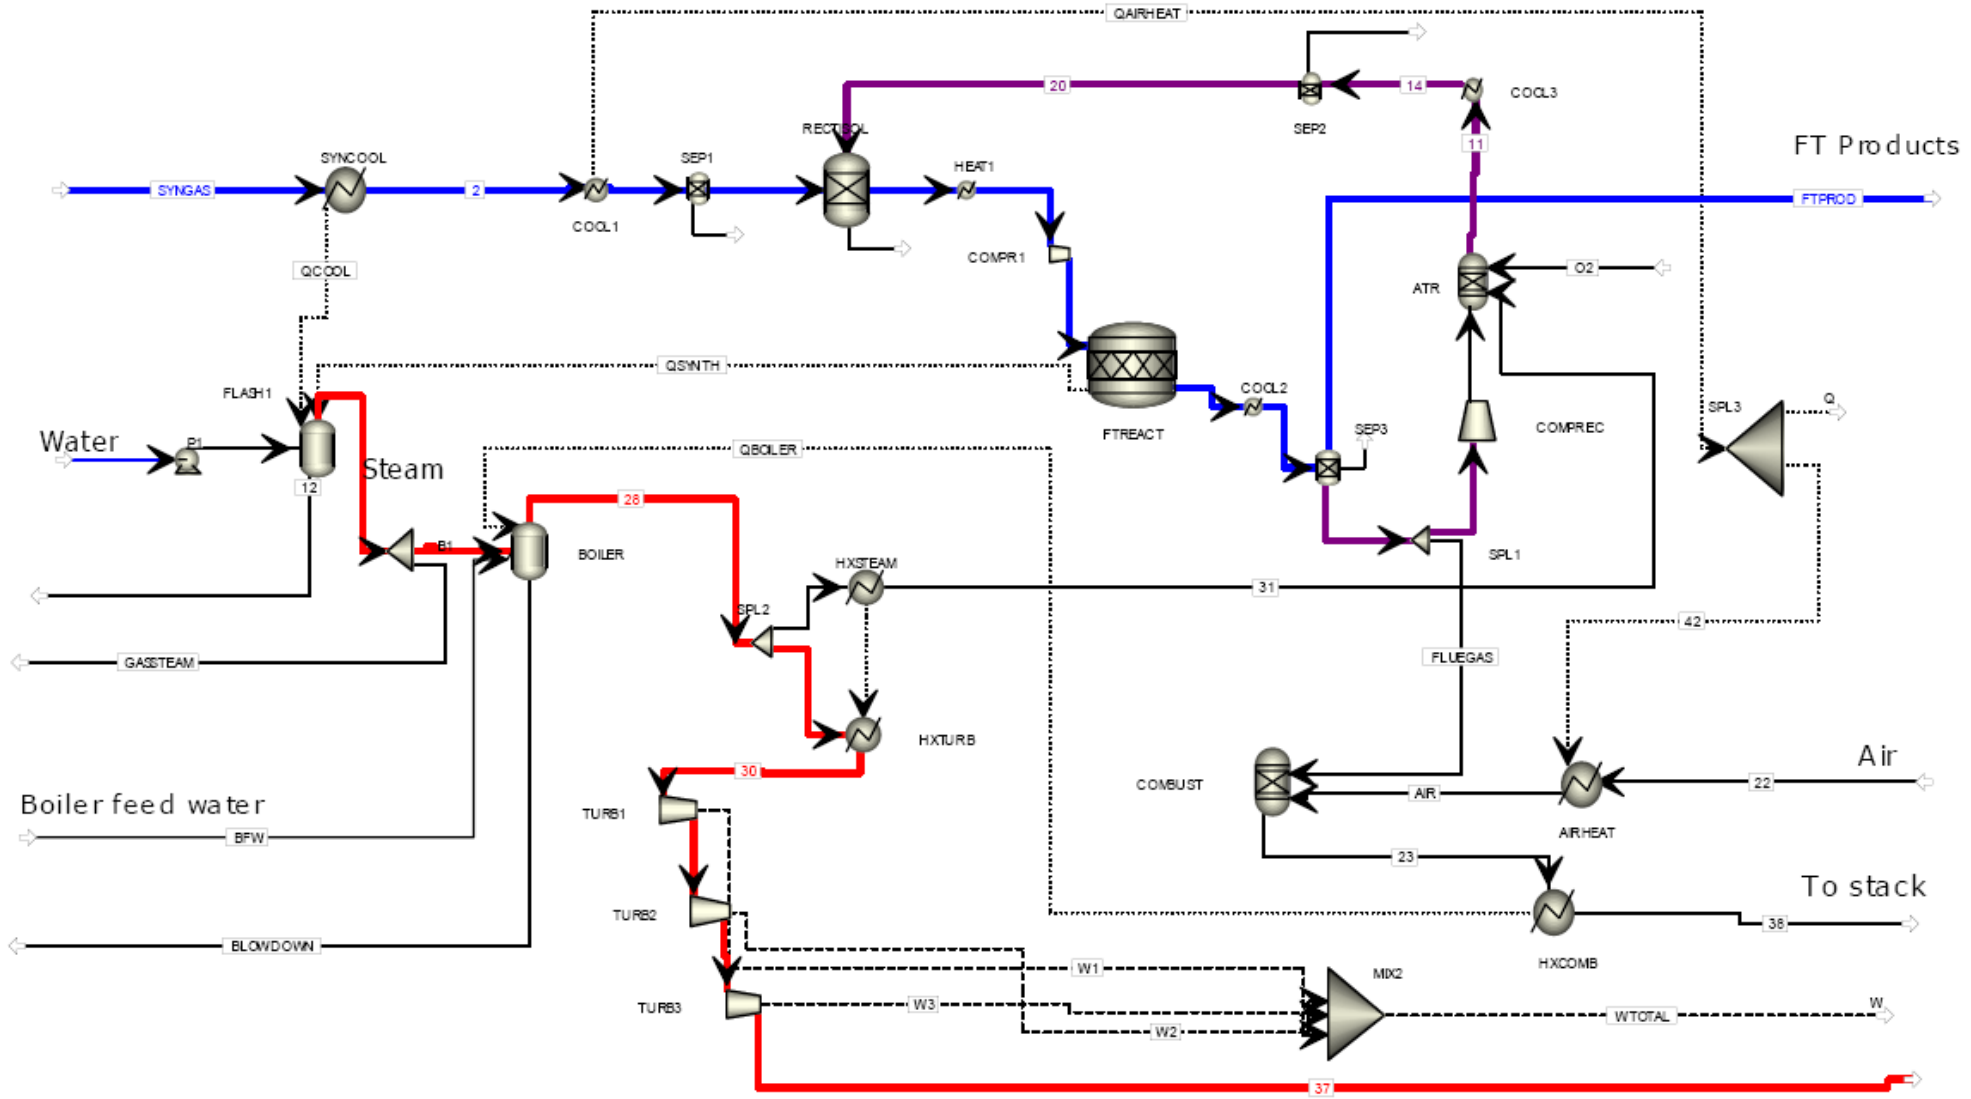 QAIRHEAT
20
14
COOL3
SEP2
RECTISOL
11
FT Products
SYNCOOL
SEP1
HEAT1
SYNGAS
2
FTPROD
COOL1
COMPR1
QCOOL
O2
ATR
QSYNTH
FLASH1
COOL2
SPL3
Q
Water
P1
FTREACT
SEP3
COMPREC
QBOILER
Steam
12
28
B1
BOILER
SPL1
HXSTEAM
31
SPL2
42
GASSTEAM
FLUEGAS
HXTURB
Air
30
COMBUST
22
AIR
Boiler feed water
TURB1
BFW
AIRHEAT
23
To stack
TURB2
38
BLOWDOWN
HXCOMB
W1
MIX2
TURB3
W3
W
WTOTAL
W2
37